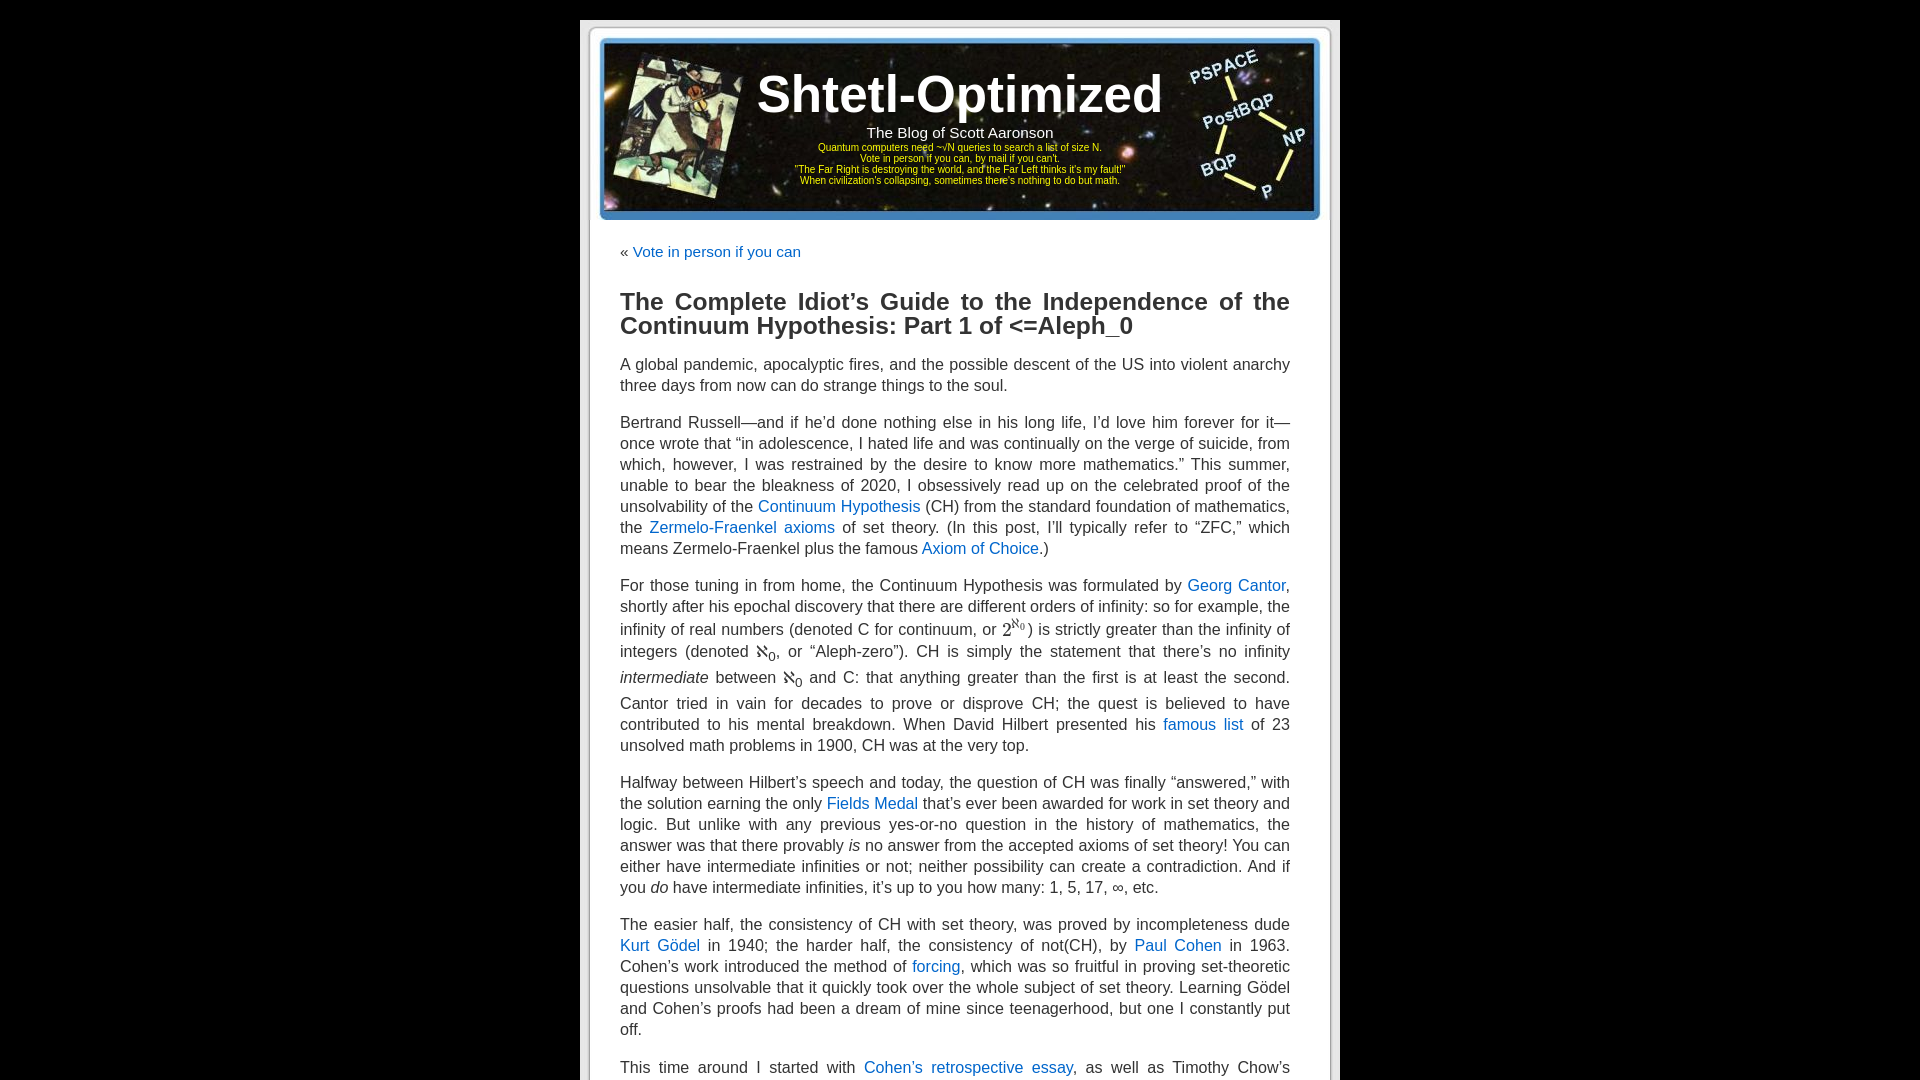 Shtetl-Optimized
The Blog of Scott Aaronson
Quantum computers need ~√N queries to search a list of size N.
Vote in person if you can, by mail if you can't.
"The Far Right is destroying the world, and the Far Left thinks it's my fault!"
When civilization's collapsing, sometimes there's nothing to do but math.
PSPACE
PostBQP
NP
BQP
P
« Vote in person if you can
The Complete Idiot’s Guide to the Independence of the
Continuum Hypothesis: Part 1 of <=Aleph_0
A global pandemic, apocalyptic fires, and the possible descent of the US into violent anarchy
three days from now can do strange things to the soul.
Bertrand Russell—and if he’d done nothing else in his long life, I’d love him forever for it—
once wrote that “in adolescence, I hated life and was continually on the verge of suicide, from
which, however, I was restrained by the desire to know more mathematics.” This summer,
unable to bear the bleakness of 2020, I obsessively read up on the celebrated proof of the
unsolvability of the Continuum Hypothesis (CH) from the standard foundation of mathematics,
the Zermelo-Fraenkel axioms of set theory. (In this post, I’ll typically refer to “ZFC,” which
means Zermelo-Fraenkel plus the famous Axiom of Choice.)
For those tuning in from home, the Continuum Hypothesis was formulated by Georg Cantor,
shortly after his epochal discovery that there are different orders of infinity: so for example, the
infinity of real numbers (denoted C for continuum, or 2^ℵ₀) is strictly greater than the infinity of
integers (denoted ℵ₀, or “Aleph-zero”). CH is simply the statement that there’s no infinity
intermediate between ℵ₀ and C: that anything greater than the first is at least the second.
Cantor tried in vain for decades to prove or disprove CH; the quest is believed to have
contributed to his mental breakdown. When David Hilbert presented his famous list of 23
unsolved math problems in 1900, CH was at the very top.
Halfway between Hilbert’s speech and today, the question of CH was finally “answered,” with
the solution earning the only Fields Medal that’s ever been awarded for work in set theory and
logic. But unlike with any previous yes-or-no question in the history of mathematics, the
answer was that there provably is no answer from the accepted axioms of set theory! You can
either have intermediate infinities or not; neither possibility can create a contradiction. And if
you do have intermediate infinities, it’s up to you how many: 1, 5, 17, ∞, etc.
The easier half, the consistency of CH with set theory, was proved by incompleteness dude
Kurt Gödel in 1940; the harder half, the consistency of not(CH), by Paul Cohen in 1963.
Cohen’s work introduced the method of forcing, which was so fruitful in proving set-theoretic
questions unsolvable that it quickly took over the whole subject of set theory. Learning Gödel
and Cohen’s proofs had been a dream of mine since teenagerhood, but one I constantly put
off.
This time around I started with Cohen’s retrospective essay, as well as Timothy Chow’s